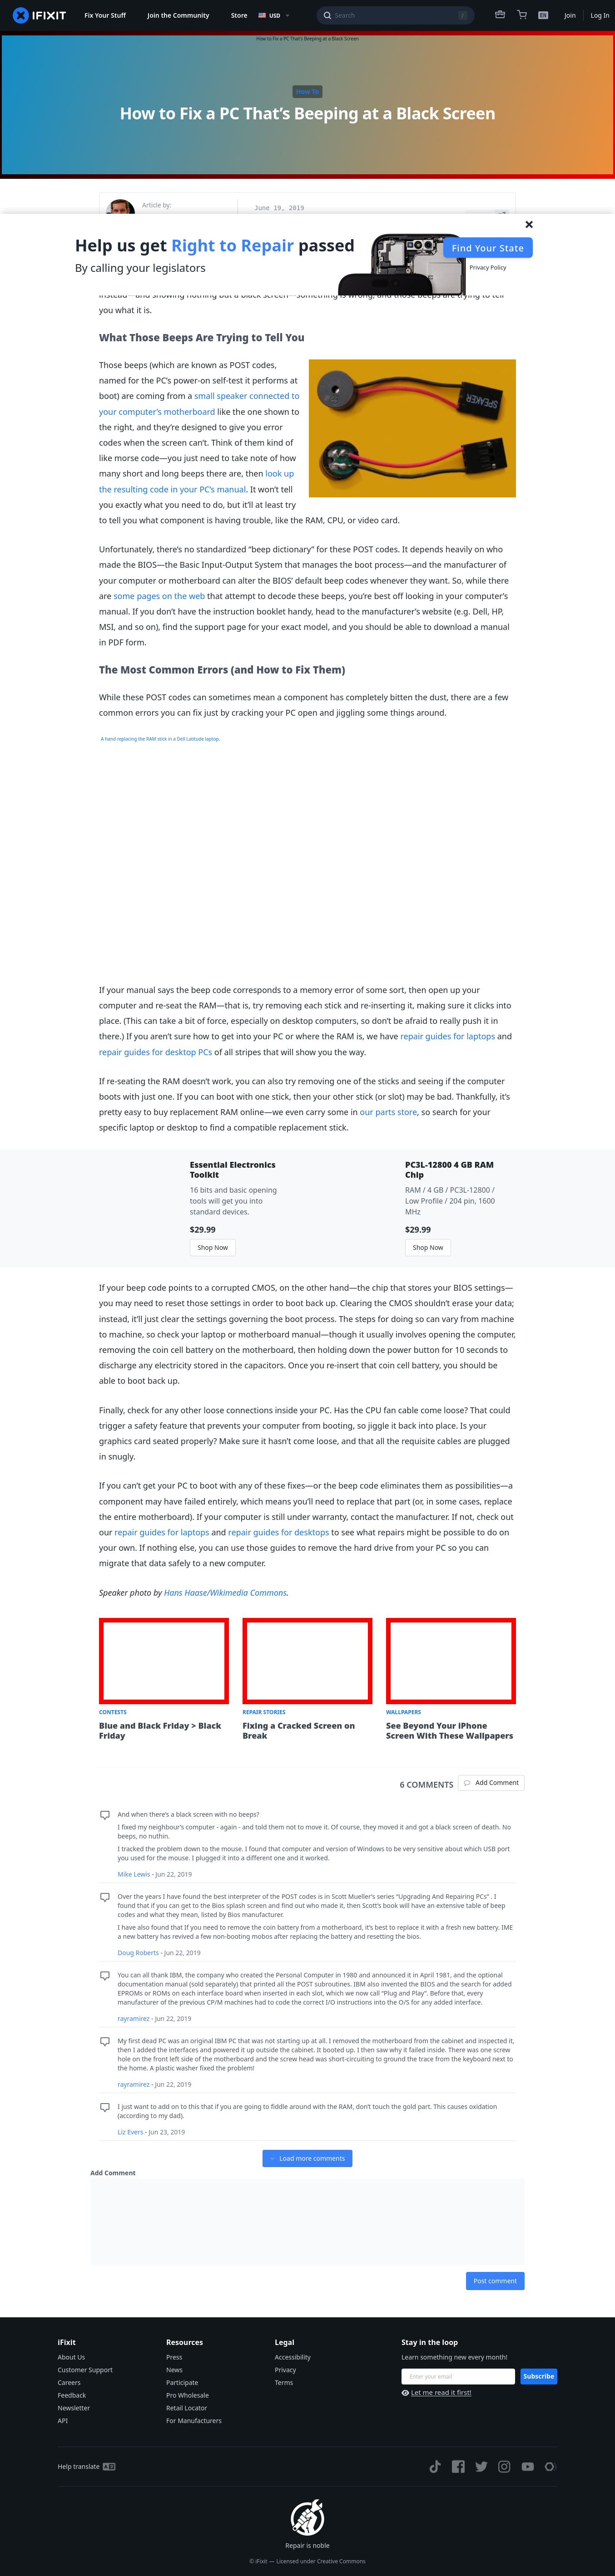 IFIXIT
Fix Your Stuff
Join the Community
Store
USD
Search
/
EN
Join
Log In
How to Fix a PC That's Beeping at a Black Screen
How To
How to Fix a PC That's Beeping at a Black Screen
Article by:
June 19, 2019
Help us get Right to Repair passed
By calling your legislators
Find Your State
Privacy Policy
instead—and showing nothing but a black screen—something is wrong, and those beeps are trying to tell
you what it is.
What Those Beeps Are Trying to Tell You
Those beeps (which are known as POST codes,
named for the PC's power-on self-test it performs at
boot) are coming from a small speaker connected to
your computer's motherboard like the one shown to
the right, and they're designed to give you error
codes when the screen can't. Think of them kind of
like morse code—you just need to take note of how
many short and long beeps there are, then look up
the resulting code in your PC's manual. It won't tell
you exactly what you need to do, but it'll at least try
to tell you what component is having trouble, like the RAM, CPU, or video card.
SPEAKER
Unfortunately, there's no standardized "beep dictionary" for these POST codes. It depends heavily on who
made the BIOS—the Basic Input-Output System that manages the boot process—and the manufacturer of
your computer or motherboard can alter the BIOS' default beep codes whenever they want. So, while there
are some pages on the web that attempt to decode these beeps, you're best off looking in your computer's
manual. If you don't have the instruction booklet handy, head to the manufacturer's website (e.g. Dell, HP,
MSI, and so on), find the support page for your exact model, and you should be able to download a manual
in PDF form.
The Most Common Errors (and How to Fix Them)
While these POST codes can sometimes mean a component has completely bitten the dust, there are a few
common errors you can fix just by cracking your PC open and jiggling some things around.
A hand replacing the RAM stick in a Dell Latitude laptop.
If your manual says the beep code corresponds to a memory error of some sort, then open up your
computer and re-seat the RAM—that is, try removing each stick and re-inserting it, making sure it clicks into
place. (This can take a bit of force, especially on desktop computers, so don't be afraid to really push it in
there.) If you aren't sure how to get into your PC or where the RAM is, we have repair guides for laptops and
repair guides for desktop PCs of all stripes that will show you the way.
If re-seating the RAM doesn't work, you can also try removing one of the sticks and seeing if the computer
boots with just one. If you can boot with one stick, then your other stick (or slot) may be bad. Thankfully, it's
pretty easy to buy replacement RAM online—we even carry some in our parts store, so search for your
specific laptop or desktop to find a compatible replacement stick.
Essential Electronics
Toolkit
16 bits and basic opening
tools will get you into
standard devices.
$29.99
Shop Now
PC3L-12800 4 GB RAM
Chip
RAM / 4 GB / PC3L-12800 /
Low Profile / 204 pin, 1600
MHz
$29.99
Shop Now
If your beep code points to a corrupted CMOS, on the other hand—the chip that stores your BIOS settings—
you may need to reset those settings in order to boot back up. Clearing the CMOS shouldn't erase your data;
instead, it'll just clear the settings governing the boot process. The steps for doing so can vary from machine
to machine, so check your laptop or motherboard manual—though it usually involves opening the computer,
removing the coin cell battery on the motherboard, then holding down the power button for 10 seconds to
discharge any electricity stored in the capacitors. Once you re-insert that coin cell battery, you should be
able to boot back up.
Finally, check for any other loose connections inside your PC. Has the CPU fan cable come loose? That could
trigger a safety feature that prevents your computer from booting, so jiggle it back into place. Is your
graphics card seated properly? Make sure it hasn't come loose, and that all the requisite cables are plugged
in snugly.
If you can't get your PC to boot with any of these fixes—or the beep code eliminates them as possibilities—a
component may have failed entirely, which means you'll need to replace that part (or, in some cases, replace
the entire motherboard). If your computer is still under warranty, contact the manufacturer. If not, check out
our repair guides for laptops and repair guides for desktops to see what repairs might be possible to do on
your own. If nothing else, you can use those guides to remove the hard drive from your PC so you can
migrate that data safely to a new computer.
Speaker photo by Hans Haase/Wikimedia Commons.
CONTESTS
Blue and Black Friday > Black
Friday
REPAIR STORIES
Fixing a Cracked Screen on
Break
WALLPAPERS
See Beyond Your iPhone
Screen With These Wallpapers
6 COMMENTS
Add Comment
And when there's a black screen with no beeps?
I fixed my neighbour's computer - again - and told them not to move it. Of course, they moved it and got a black screen of death. No
beeps, no nuthin.
I tracked the problem down to the mouse. I found that computer and version of Windows to be very sensitive about which USB port
you used for the mouse. I plugged it into a different one and it worked.
Mike Lewis - Jun 22, 2019
Over the years I have found the best interpreter of the POST codes is in Scott Mueller's series "Upgrading And Repairing PCs" . I
found that if you can get to the Bios splash screen and find out who made it, then Scott's book will have an extensive table of beep
codes and what they mean, listed by Bios manufacturer.
I have also found that If you need to remove the coin battery from a motherboard, it's best to replace it with a fresh new battery. IME
a new battery has revived a few non-booting mobos after replacing the battery and resetting the bios.
Doug Roberts - Jun 22, 2019
You can all thank IBM, the company who created the Personal Computer in 1980 and announced it in April 1981, and the optional
documentation manual (sold separately) that printed all the POST subroutines. IBM also invented the BIOS and the search for added
EPROMs or ROMs on each interface board when inserted in each slot, which we now call "Plug and Play". Before that, every
manufacturer of the previous CP/M machines had to code the correct I/O instructions into the O/S for any added interface.
rayramirez - Jun 22, 2019
My first dead PC was an original IBM PC that was not starting up at all. I removed the motherboard from the cabinet and inspected it,
then I added the interfaces and powered it up outside the cabinet. It booted up. I then saw why it failed inside. There was one screw
hole on the front left side of the motherboard and the screw head was short-circuiting to ground the trace from the keyboard next to
the home. A plastic washer fixed the problem!
rayramirez - Jun 22, 2019
I just want to add on to this that if you are going to fiddle around with the RAM, don't touch the gold part. This causes oxidation
(according to my dad).
Liz Evers - Jun 23, 2019
Load more comments
Add Comment
Post comment
iFixit
About Us
Customer Support
Careers
Feedback
Newsletter
API
Resources
Press
News
Participate
Pro Wholesale
Retail Locator
For Manufacturers
Legal
Accessibility
Privacy
Terms
Stay in the loop
Learn something new every month!
Enter your email
Subscribe
Let me read it first!
Help translate
Repair is noble
© iFixit — Licensed under Creative Commons